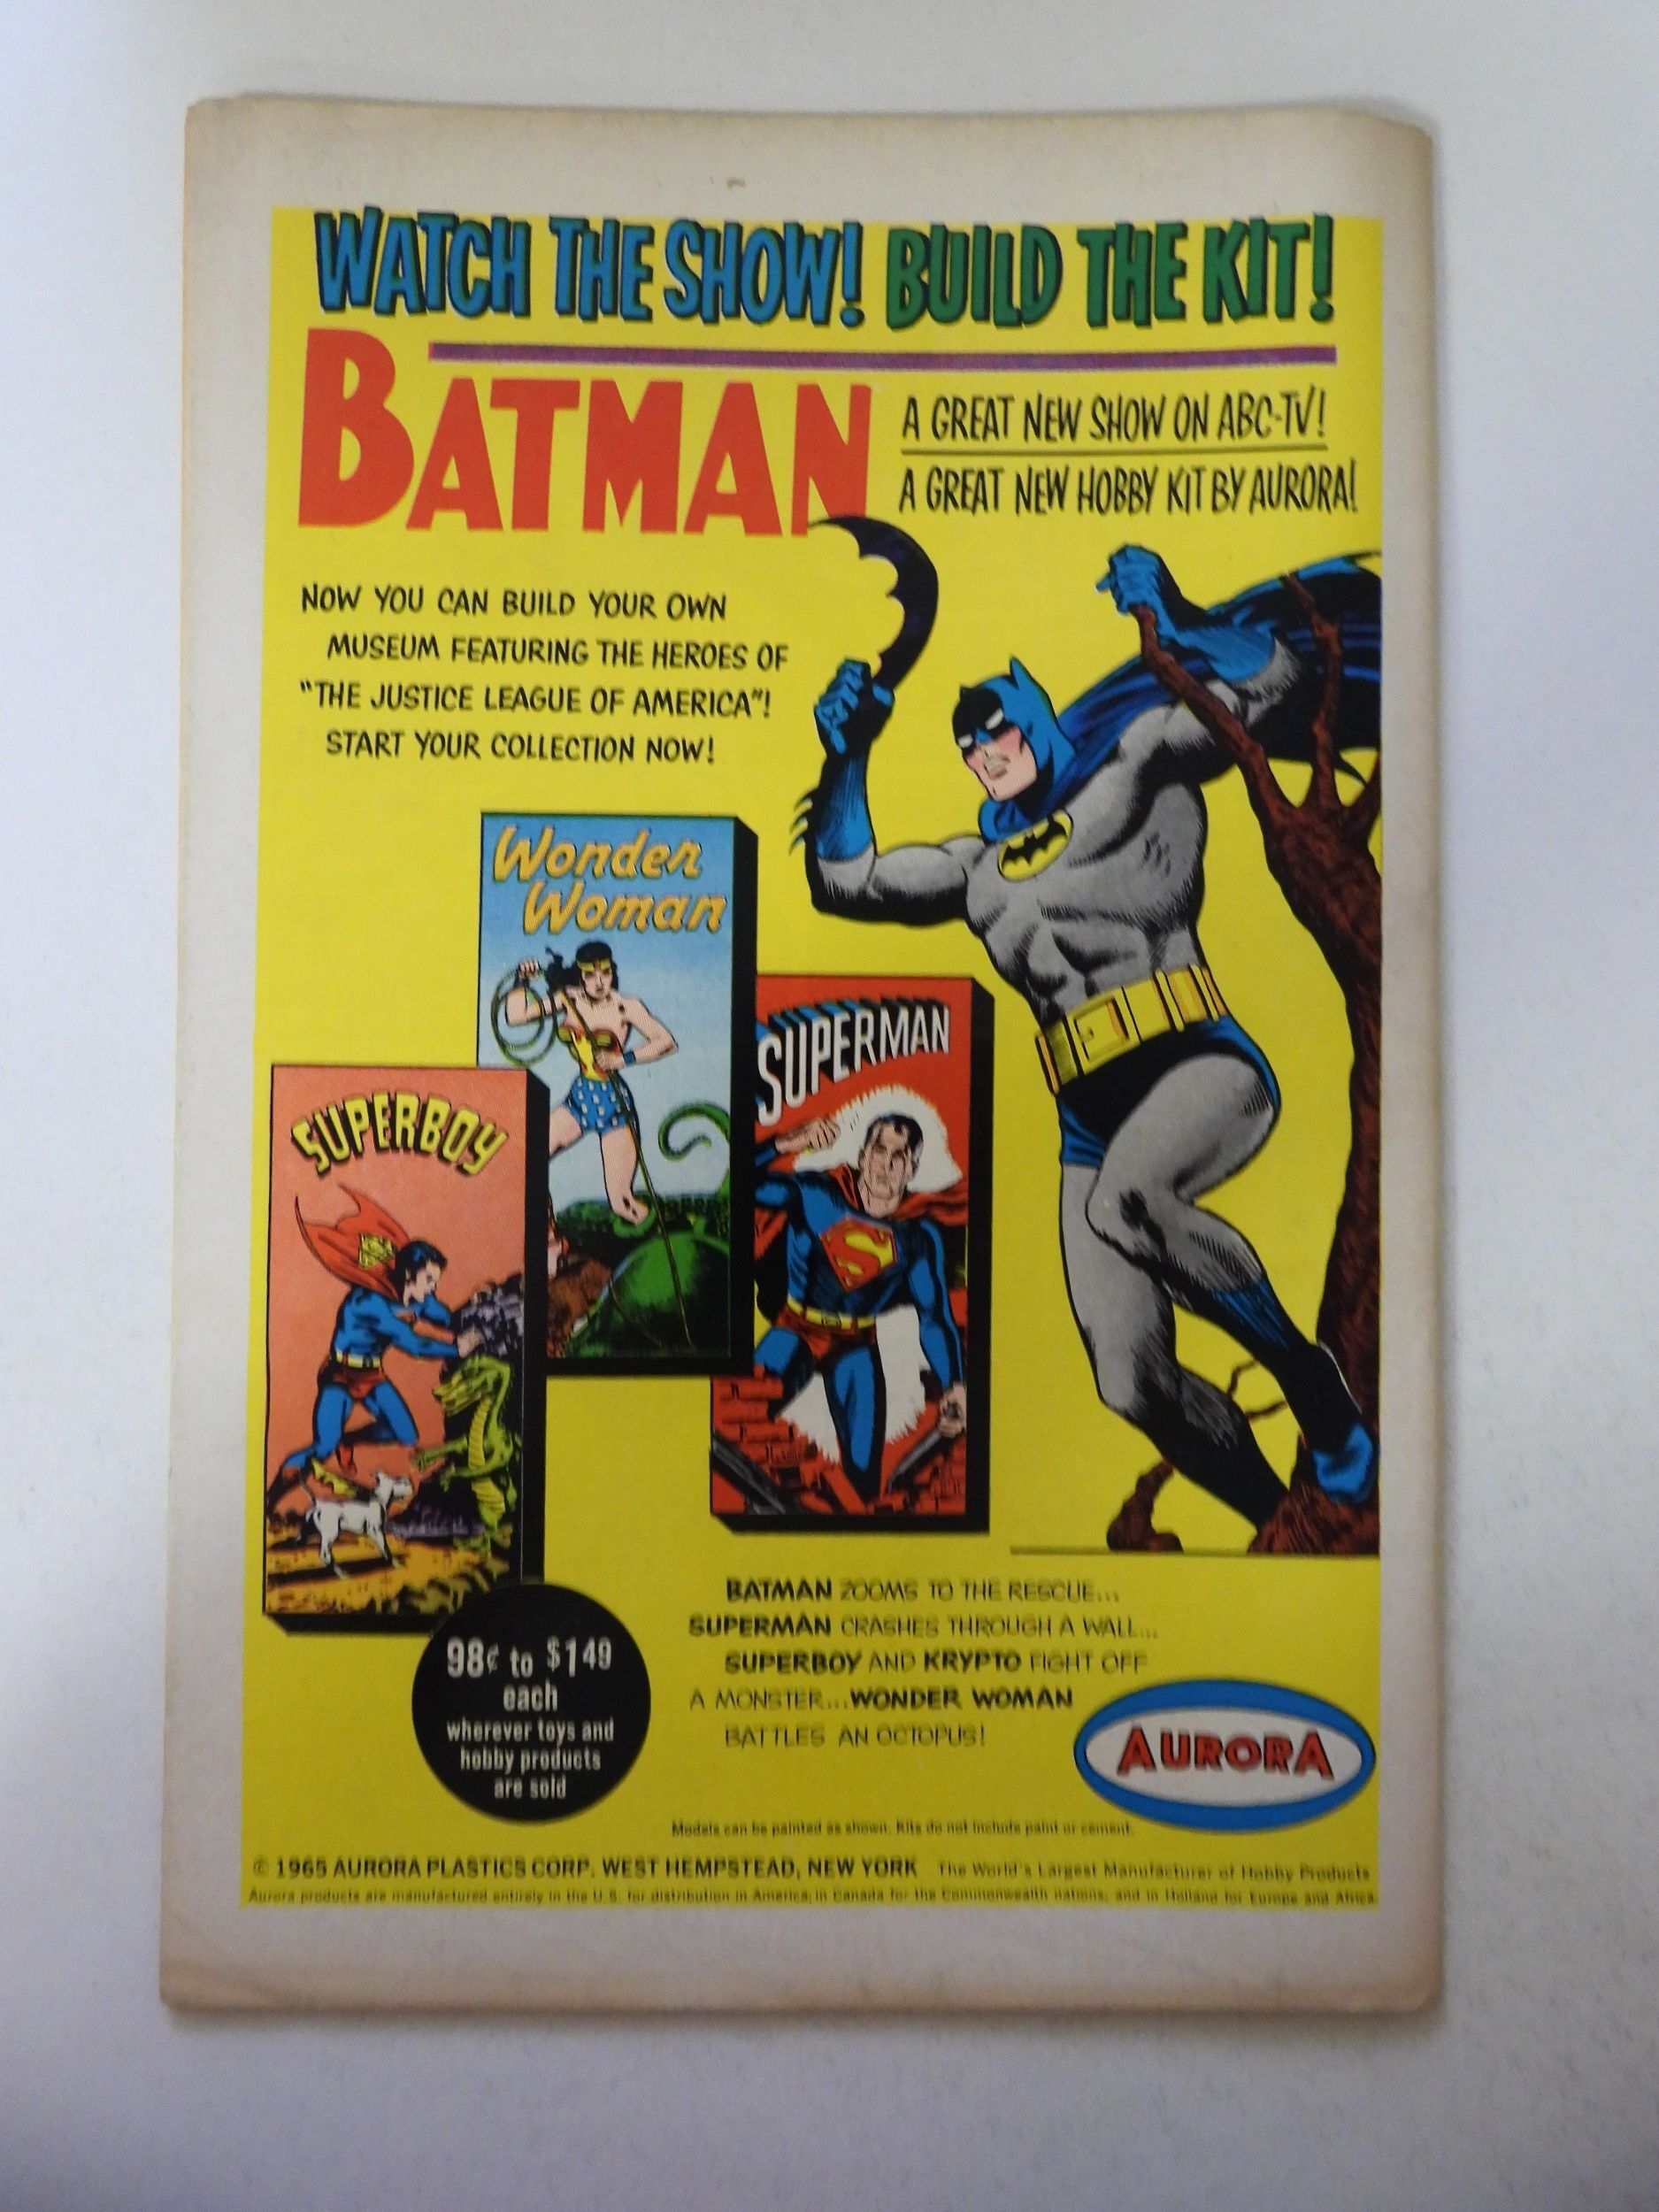 WATCH THE SHOW! BUILD THE KIT!
BATMAN
A GREAT NEW SHOW ON ABC-TV!
A GREAT NEW HOBBY KIT BY AURORA!
NOW YOU CAN BUILD YOUR OWN
MUSEUM FEATURING THE HEROES OF
"THE JUSTICE LEAGUE OF AMERICA"!
START YOUR COLLECTION NOW!
Wonder
Woman
SUPERMAN
SUPERBOY
98¢ to $1.49
each
wherever toys and
hobby products
are sold
BATMAN ZOOMS TO THE RESCUE...
SUPERMAN CRASHES THROUGH A WALL...
SUPERBOY AND KRYPTO FIGHT OFF
A MONSTER...WONDER WOMAN
BATTLES AN OCTOPUS!
AURORA
Models can be painted as shown. Kits do not include paint or cement.
© 1965 AURORA PLASTICS CORP. WEST HEMPSTEAD, NEW YORK The World's Largest Manufacturer of Hobby Products
Aurora products are manufactured entirely in the U.S. for distribution in America; in Canada for the Commonwealth nations; and in Holland for Europe and Africa.